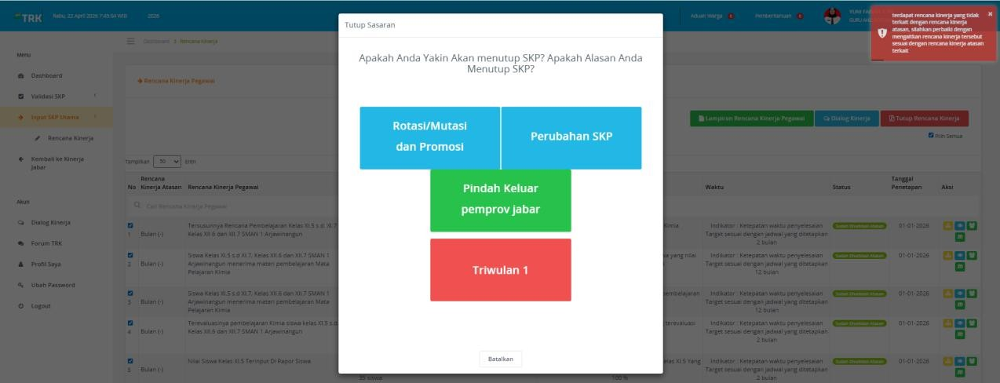 TRK
Rabu, 22 April 2026 7:45:04 WIB
2026
Aduan Warga 0
Pemberitahuan 0
terdapat rencana kinerja yang tidak
terkait dengan rencana kinerja
atasan, silahkan perbaiki dengan
mengaitkan rencana kinerja tersebut
sesuai dengan rencana kinerja atasan
terkait
Dashboard > Rencana Kinerja
Menu
Dashboard
Validasi SKP
Input SKP Utama
Rencana Kinerja
Kembali ke Kinerja
Jabar
Akun
Dialog Kinerja
Forum TRK
Profil Saya
Ubah Password
Logout
Rencana Kinerja Pegawai
Lampiran Rencana Kinerja Pegawai
Dialog Kinerja
Tutup Rencana Kinerja
Pilih Semua
Tutup Sasaran
Apakah Anda Yakin Akan menutup SKP? Apakah Alasan Anda
Menutup SKP?
Rotasi/Mutasi
dan Promosi
Perubahan SKP
Pindah Keluar
pemprov jabar
Triwulan 1
Batalkan
Tampilkan 50 Entri
No
Rencana
Kinerja Atasan
Rencana Kinerja Pegawai
Waktu
Status
Tanggal
Penetapan
Aksi
Cari Rencana Kinerja Pegawai
1 Bulan (-)
Tersusunnya Rencana Pembelajaran Kelas XI.5 s.d. XI.7
Kelas XII 6 dan XII.7 SMAN 1 Arjawinangun
Kimia
Indikator : Ketepatan waktu penyelesaian
Target sesuai dengan jadwal yang ditetapkan
2 bulan
Sudah Divalidasi Atasan
01-01-2026
2 Bulan (-)
Siswa Kelas XI.5 s.d XI.7, Kelas XII.6 dan XII.7 SMAN 1
Arjawinangun menerima materi pembelajaran Mata
Pelajaran Kimia
yang nilai
Indikator : Ketepatan waktu penyelesaian
Target sesuai dengan jadwal yang ditetapkan
12 bulan
Sudah Divalidasi Atasan
01-01-2026
3 Bulan (-)
Siswa Kelas XI.5 s.d XI.7, Kelas XII.6 dan XII.7 SMAN 1
Arjawinangun menerima materi pembelajaran Mata
Pelajaran Kimia
pembelajaran
Indikator : Ketepatan waktu penyelesaian
Target sesuai dengan jadwal yang ditetapkan
12 bulan
Sudah Divalidasi Atasan
01-01-2026
4 Bulan (-)
Terevaluasinya pembelajaran Kimia siswa kelas XI.5 s.d.
Kelas XII.6 dan XII.7 SMAN 1 Arjawinangun
terevaluasi
Indikator : Ketepatan waktu penyelesaian
Target sesuai dengan jadwal yang ditetapkan
2 bulan
Sudah Divalidasi Atasan
01-01-2026
5 Bulan (-)
Nilai Siswa Kelas XI.5 Terinput Di Rapor Siswa
35 siswa
elas XI.5 Yang
100 %
Indikator : Ketepatan waktu penyelesaian
Target sesuai dengan jadwal yang ditetapkan
2 bulan
Sudah Divalidasi Atasan
01-01-2026